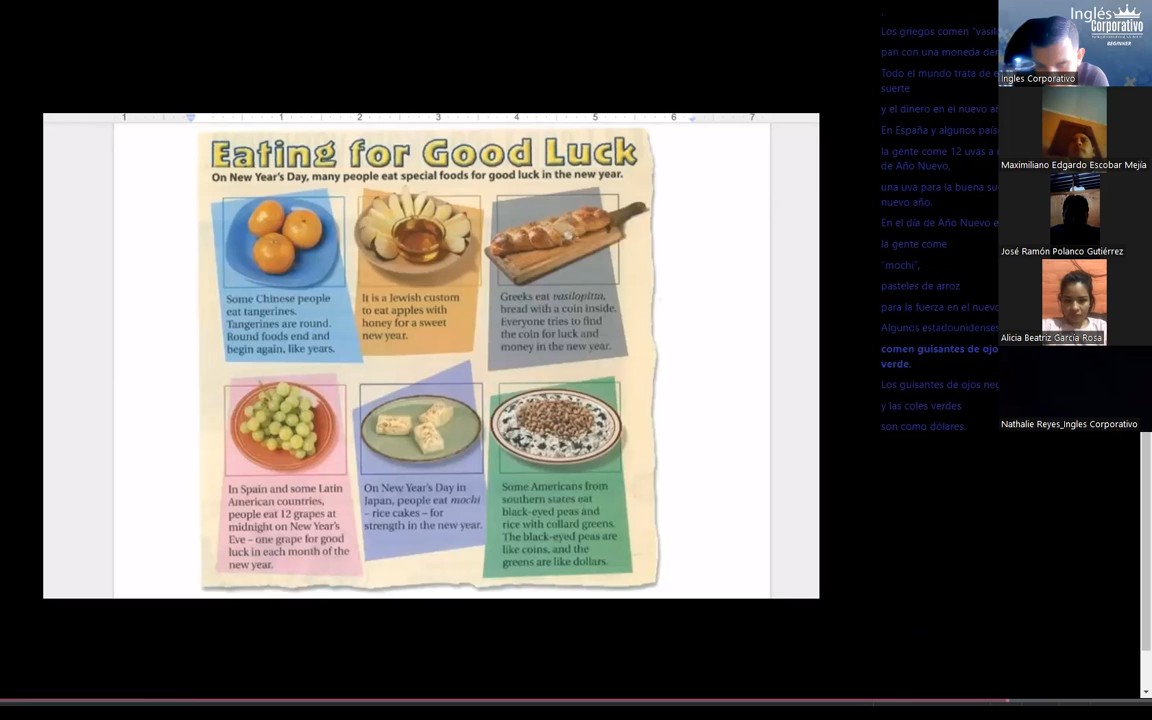 Eating for Good Luck
On New Year's Day, many people eat special foods for good luck in the new year.
Some Chinese people
eat tangerines.
Tangerines are round.
Round foods end and
begin again, like years.
It is a Jewish custom
to eat apples with
honey for a sweet
new year.
Greeks eat vasilopitta,
bread with a coin inside.
Everyone tries to find
the coin for luck and
money in the new year.
In Spain and some Latin
American countries,
people eat 12 grapes at
midnight on New Year's
Eve – one grape for good
luck in each month of the
new year.
On New Year's Day in
Japan, people eat mochi
– rice cakes – for
strength in the new year.
Some Americans from
southern states eat
black-eyed peas and
rice with collard greens.
The black-eyed peas are
like coins, and the
greens are like dollars.
1 1 2 3 4 5 6 7
Los griegos comen "vasil
pan con una moneda de
Todo el mundo trata de
suerte
y el dinero en el nuevo
En España y algunos
la gente come 12 uvas a
de Año Nuevo,
una uva para la buena
nuevo año.
En el día de Año Nuevo
la gente come
"mochi",
pasteles de arroz
para la fuerza en el nuevo
Algunos estadounidenses
comen guisantes de ojo
verde.
Los guisantes de ojos
y las coles verdes
son como dólares.
Inglés
Corporativo
BEGINNER
Ingles Corporativo
Maximiliano Edgardo Escobar Mejía
José Ramón Polanco Gutiérrez
Alicia Beatriz García Rosa
Nathalie Reyes_Ingles Corporativo